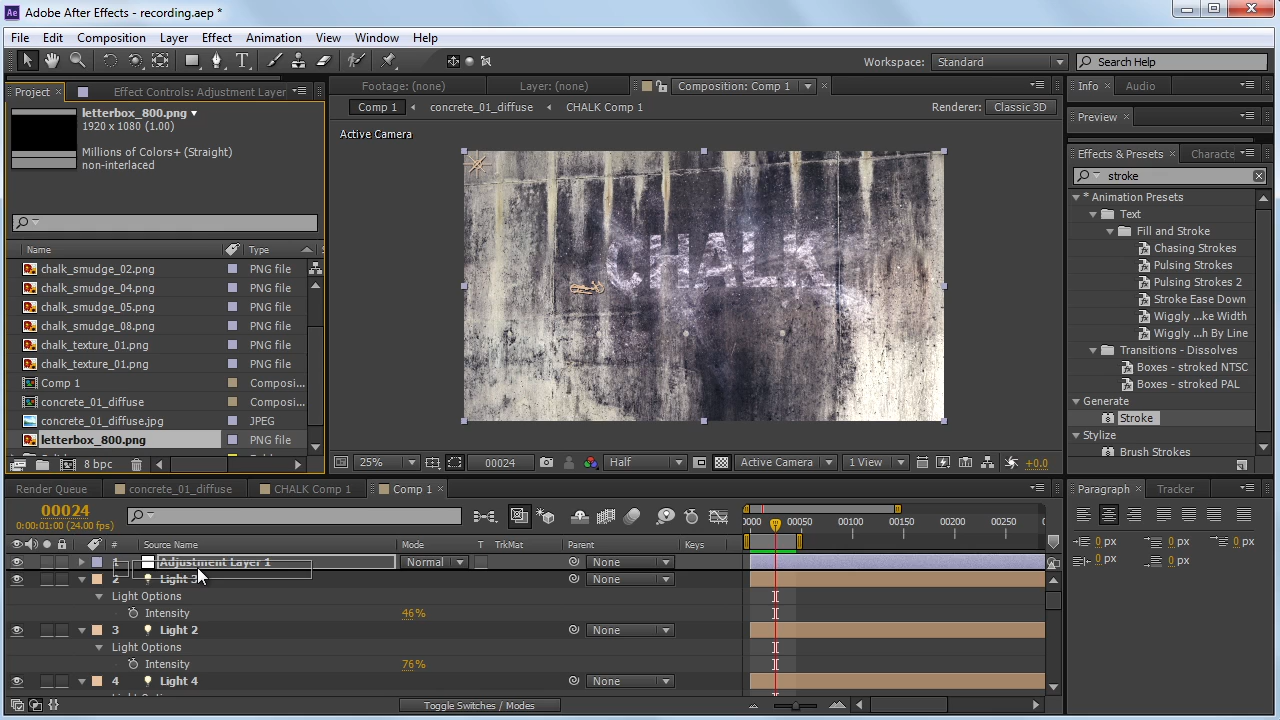 Adobe After Effects - recording.aep *
File Edit Composition Layer Effect Animation View Window Help
Workspace: Standard Search Help
Project × Effect Controls: Adjustment Layer Footage: (none) Layer: (none) Composition: Comp 1 × Info × Audio
Comp 1 concrete_01_diffuse CHALK Comp 1 Renderer: Classic 3D
letterbox_800.png ▾
1920 x 1080 (1.00)
Millions of Colors+ (Straight)
non-interlaced
Active Camera
CHALK
Preview ×
Effects & Presets × Characte
stroke
* Animation Presets
Text
Fill and Stroke
Chasing Strokes
Pulsing Strokes
Pulsing Strokes 2
Stroke Ease Down
Wiggly ...ke Width
Wiggly ...h By Line
Transitions - Dissolves
Boxes - stroked NTSC
Boxes - stroked PAL
Generate
Stroke
Stylize
Brush Strokes
Name Type
chalk_smudge_02.png PNG file
chalk_smudge_04.png PNG file
chalk_smudge_05.png PNG file
chalk_smudge_08.png PNG file
chalk_texture_01.png PNG file
chalk_texture_01.png PNG file
Comp 1 Composi...
concrete_01_diffuse Composi...
concrete_01_diffuse.jpg JPEG
letterbox_800.png PNG file
8 bpc
25% 00024 Half Active Camera 1 View +0.0
Render Queue concrete_01_diffuse CHALK Comp 1 Comp 1 × Paragraph × Tracker
00024
0:00:01:00 (24.00 fps)
0000 00050 00100 00150 00200 00250
# Source Name Mode T TrkMat Parent Keys
1 Adjustment Layer 1 Normal None
2 Light 3 None
Light Options
Intensity 46%
3 Light 2 None
Light Options
Intensity 76%
4 Light 4 None
Toggle Switches / Modes
0 px 0 px 0 px
0 px 0 px